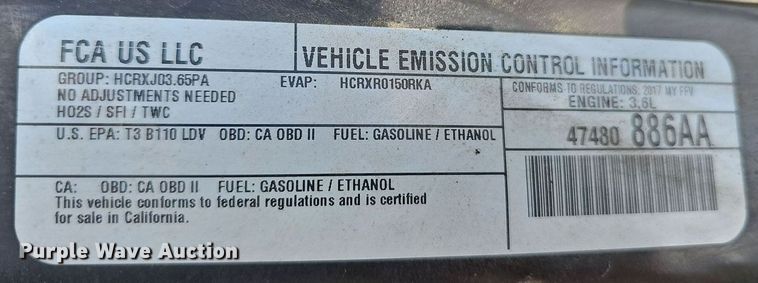 FCA US LLC
VEHICLE EMISSION CONTROL INFORMATION
GROUP: HCRXJ03.65PA EVAP: HCRXR0150RKA
CONFORMS TO REGULATIONS: 2017 MY FFV
NO ADJUSTMENTS NEEDED
ENGINE: 3.6L
HO2S / SFI / TWC
U.S. EPA: T3 B110 LDV OBD: CA OBD II FUEL: GASOLINE / ETHANOL
47480 886AA
CA: OBD: CA OBD II FUEL: GASOLINE / ETHANOL
This vehicle conforms to federal regulations and is certified
for sale in California.
Purple Wave Auction